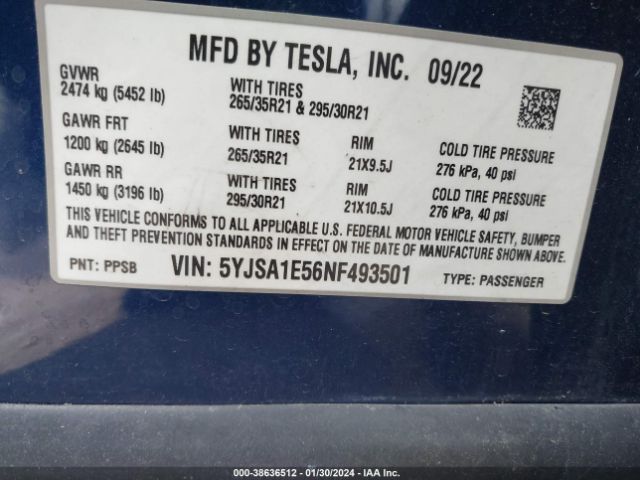 MFD BY TESLA, INC. 09/22
GVWR
2474 kg (5452 lb)
WITH TIRES
265/35R21 & 295/30R21
GAWR FRT
1200 kg (2645 lb)
WITH TIRES
265/35R21
RIM
21X9.5J
COLD TIRE PRESSURE
276 kPa, 40 psi
GAWR RR
1450 kg (3196 lb)
WITH TIRES
295/30R21
RIM
21X10.5J
COLD TIRE PRESSURE
276 kPa, 40 psi
THIS VEHICLE CONFORMS TO ALL APPLICABLE U.S. FEDERAL MOTOR VEHICLE SAFETY, BUMPER
AND THEFT STANDARDS IN EFFECT ON THE DATE OF MANUFACTURE SHOWN ABOVE.
PNT: PPSB VIN: 5YJSA1E56NF493501 TYPE: PASSENGER
000-38636512 - 01/30/2024 - IAA Inc.